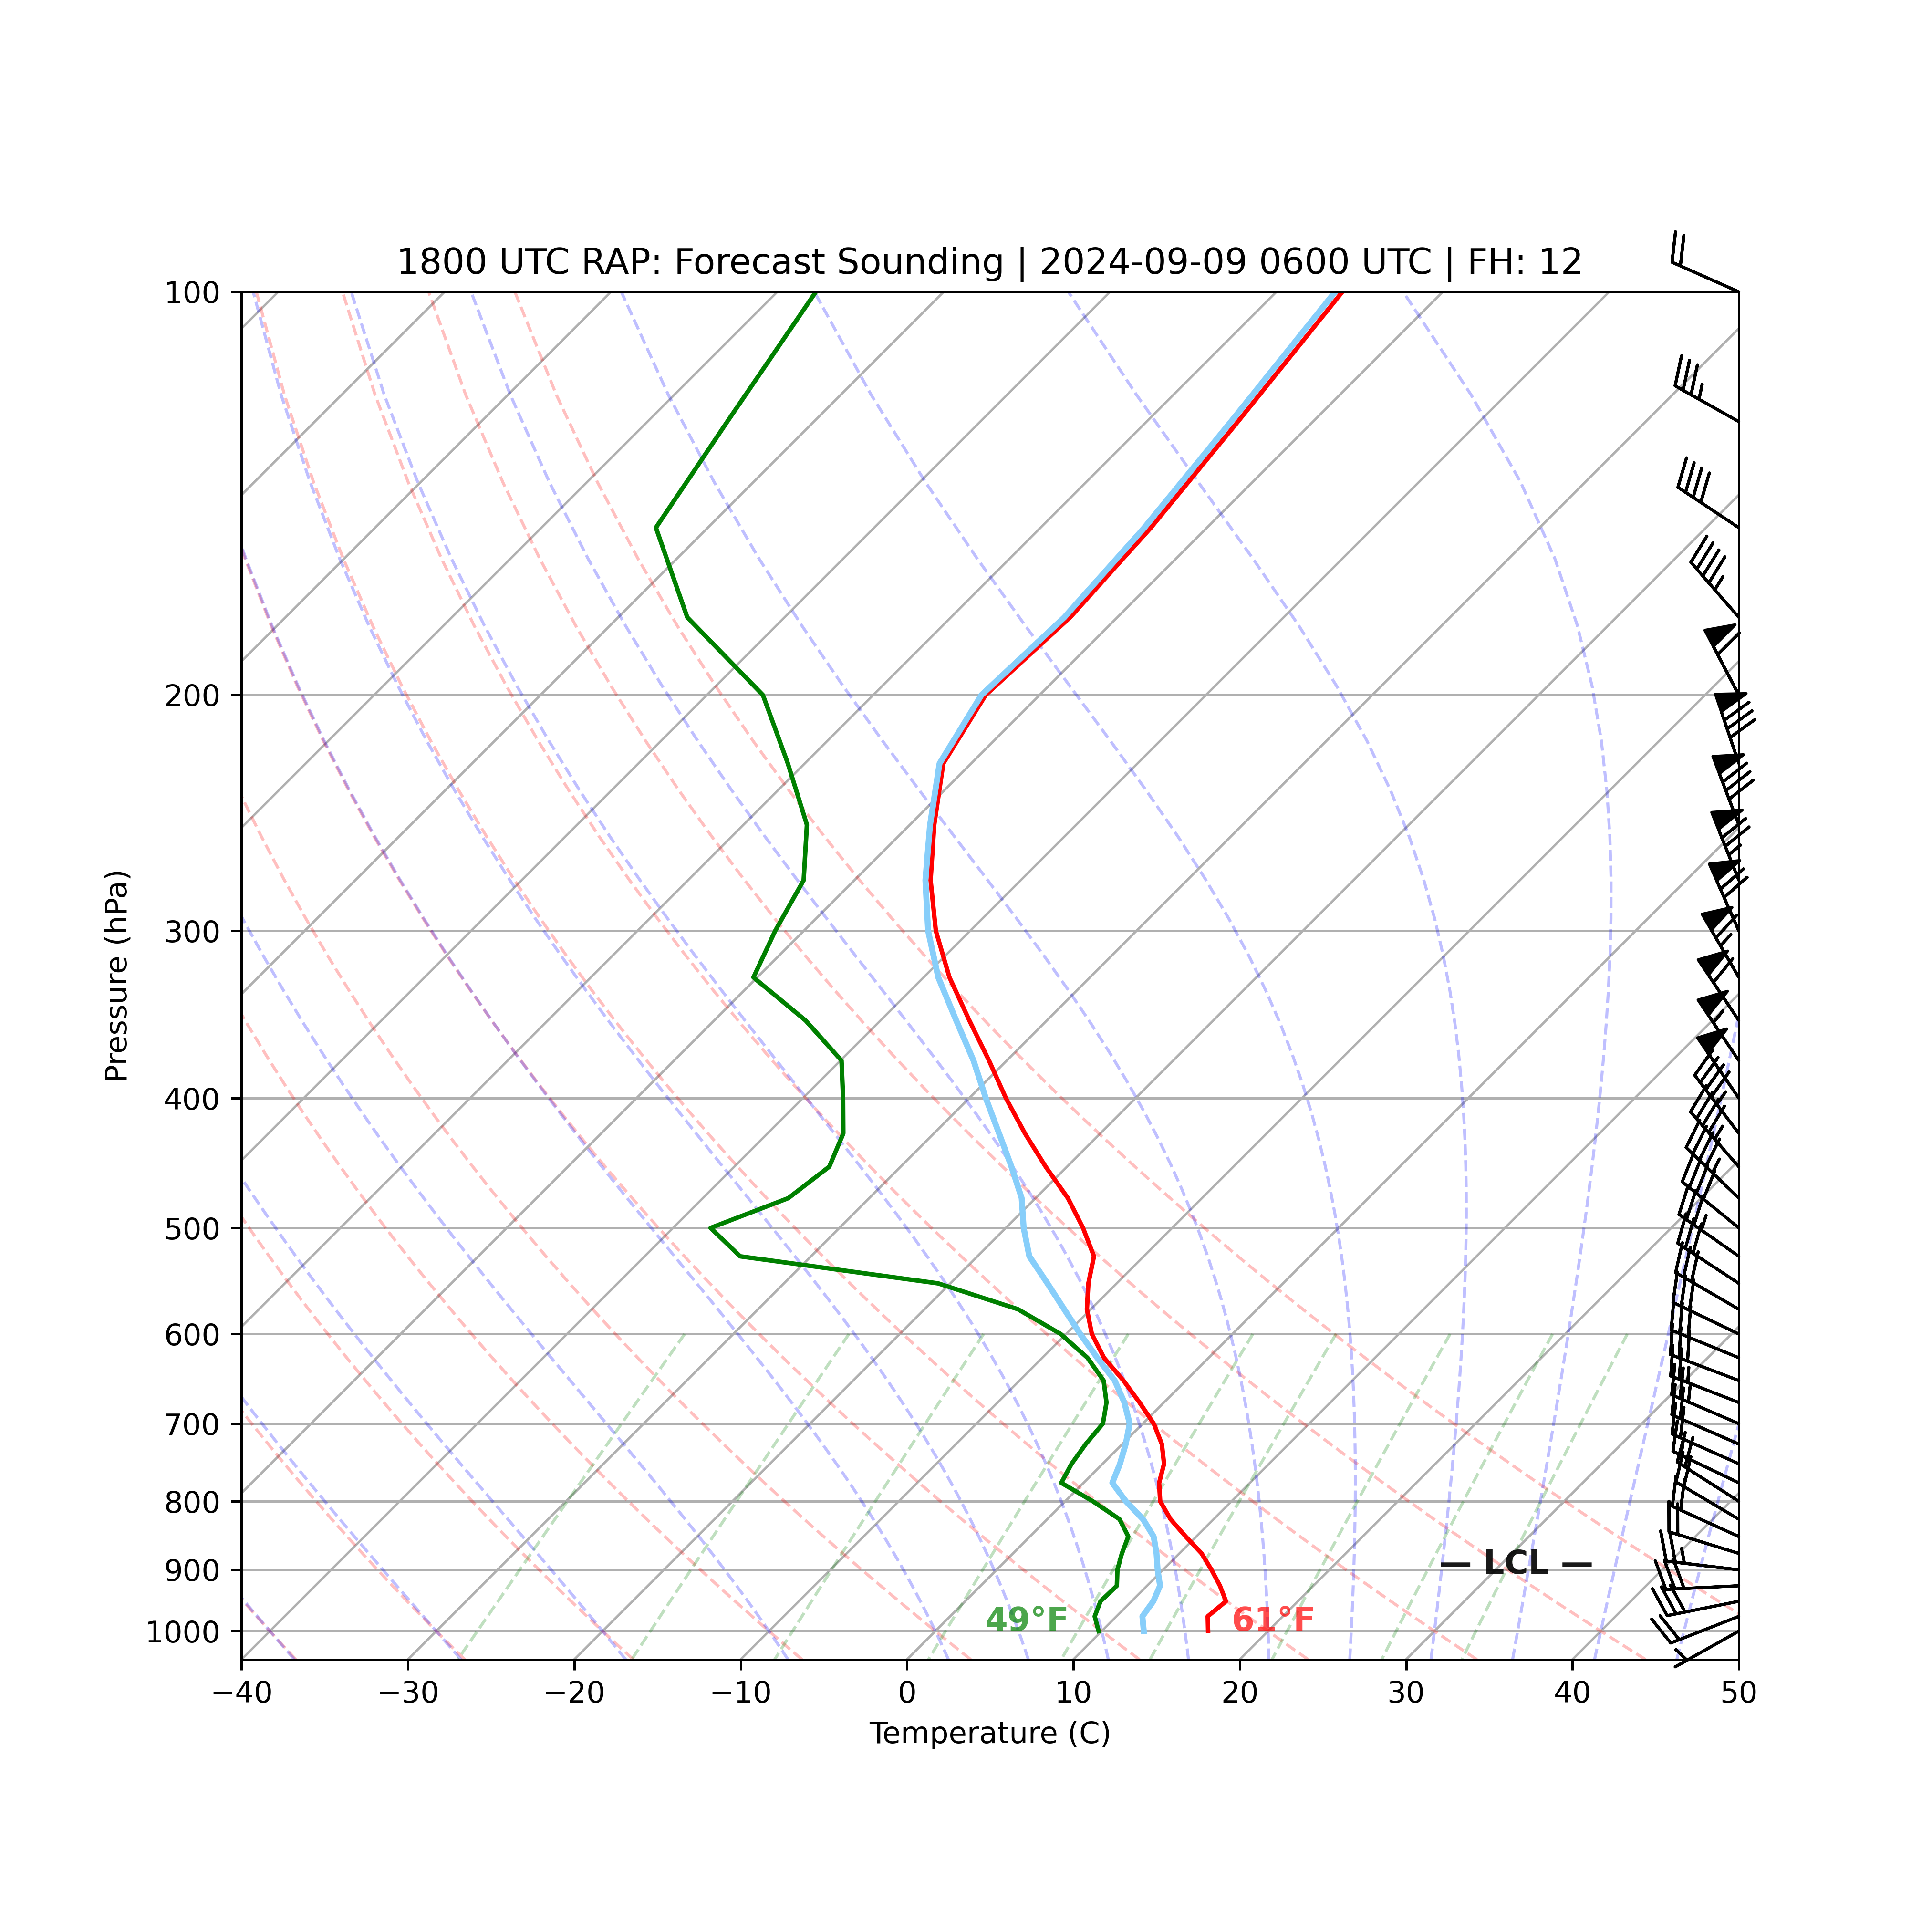 1800 UTC RAP: Forecast Sounding | 2024-09-09 0600 UTC | FH: 12
100
200
300
400
500
600
700
800
900
1000
Pressure (hPa)
— LCL —
49°F
61°F
−40 −30 −20 −10 0 10 20 30 40 50
Temperature (C)